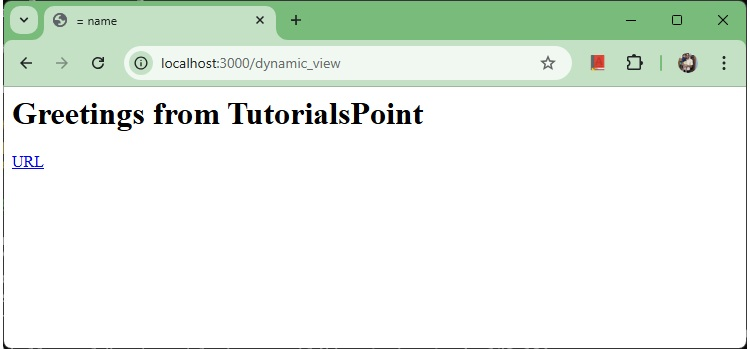 = name
localhost:3000/dynamic_view
Greetings from TutorialsPoint
URL